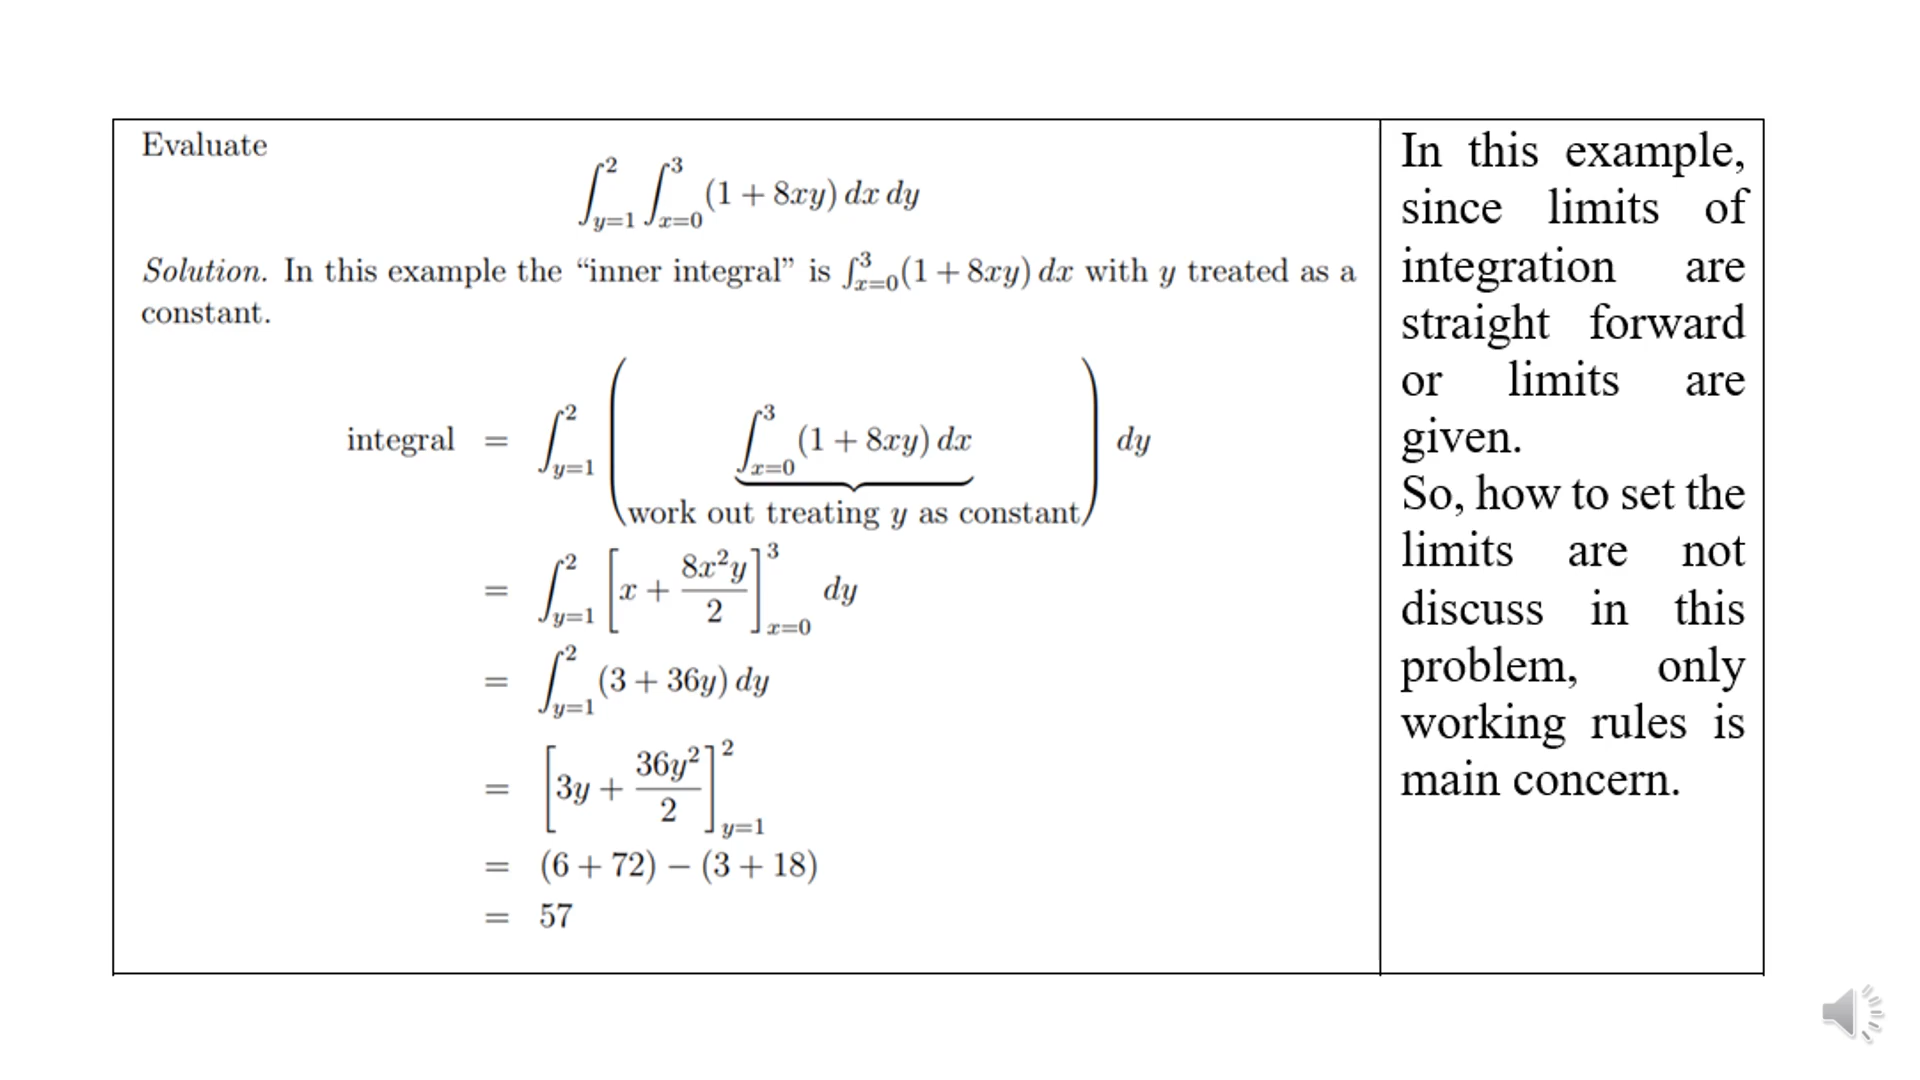 Evaluate
∫_{y=1}^{2} ∫_{x=0}^{3} (1 + 8xy) dx dy
Solution. In this example the “inner integral” is ∫_{x=0}^{3}(1 + 8xy) dx with y treated as a
constant.
integral = ∫_{y=1}^{2} ( ∫_{x=0}^{3} (1 + 8xy) dx ) dy
work out treating y as constant
= ∫_{y=1}^{2} [x + 8x²y/2]_{x=0}^{3} dy
= ∫_{y=1}^{2} (3 + 36y) dy
= [3y + 36y²/2]_{y=1}^{2}
= (6 + 72) − (3 + 18)
= 57
In this example,
since limits of
integration are
straight forward
or limits are
given.
So, how to set the
limits are not
discuss in this
problem, only
working rules is
main concern.